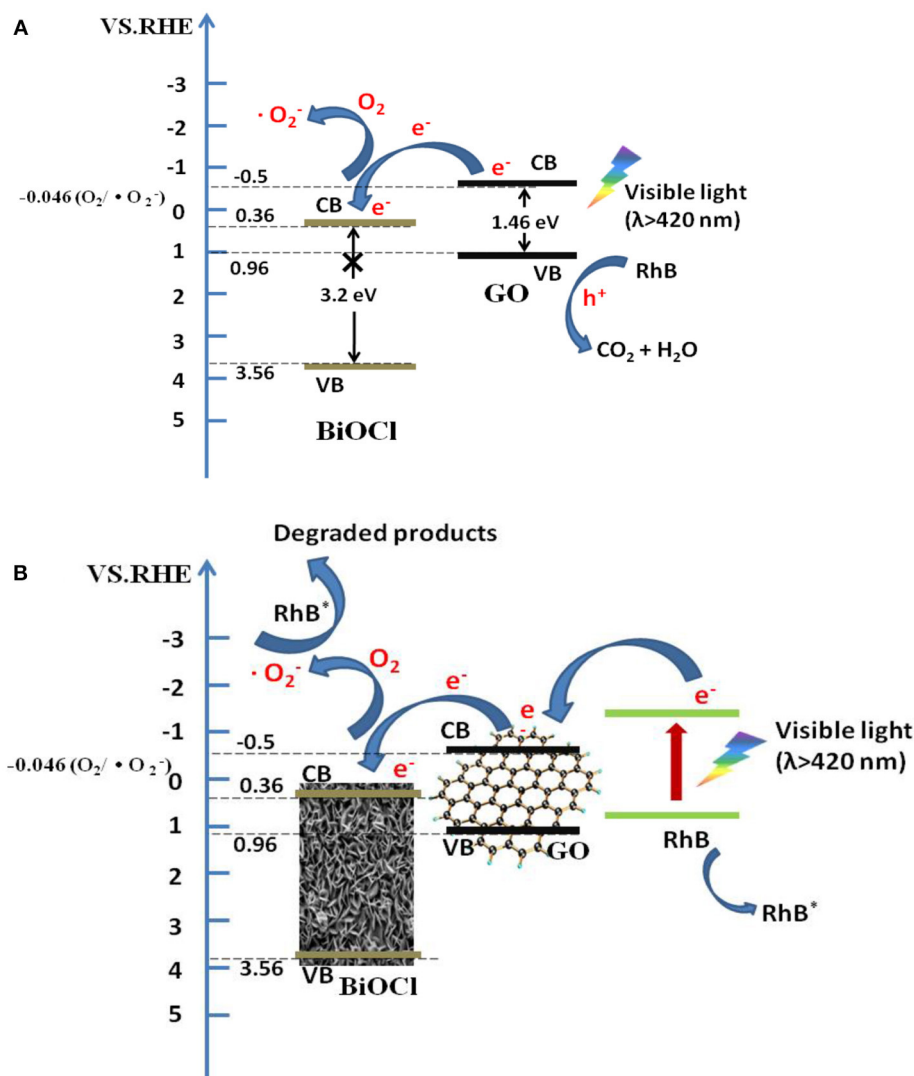 A
VS.RHE
-3
-2
-1
0
1
2
3
4
5
-0.046 (O₂/ • O₂⁻)
-0.5
0.36
0.96
3.56
· O₂⁻
O₂
e⁻
e⁻
CB
CB
e⁻
1.46 eV
Visible light
(λ>420 nm)
VB
GO
RhB
h⁺
3.2 eV
CO₂ + H₂O
VB
BiOCl
Degraded products
B
VS.RHE
-3
-2
-1
0
1
2
3
4
5
-0.046 (O₂/ • O₂⁻)
-0.5
0.36
0.96
3.56
RhB*
· O₂⁻
O₂
e⁻
e
-
e⁻
CB
CB
e⁻
Visible light
(λ>420 nm)
VB
GO
RhB
RhB*
VB
BiOCl